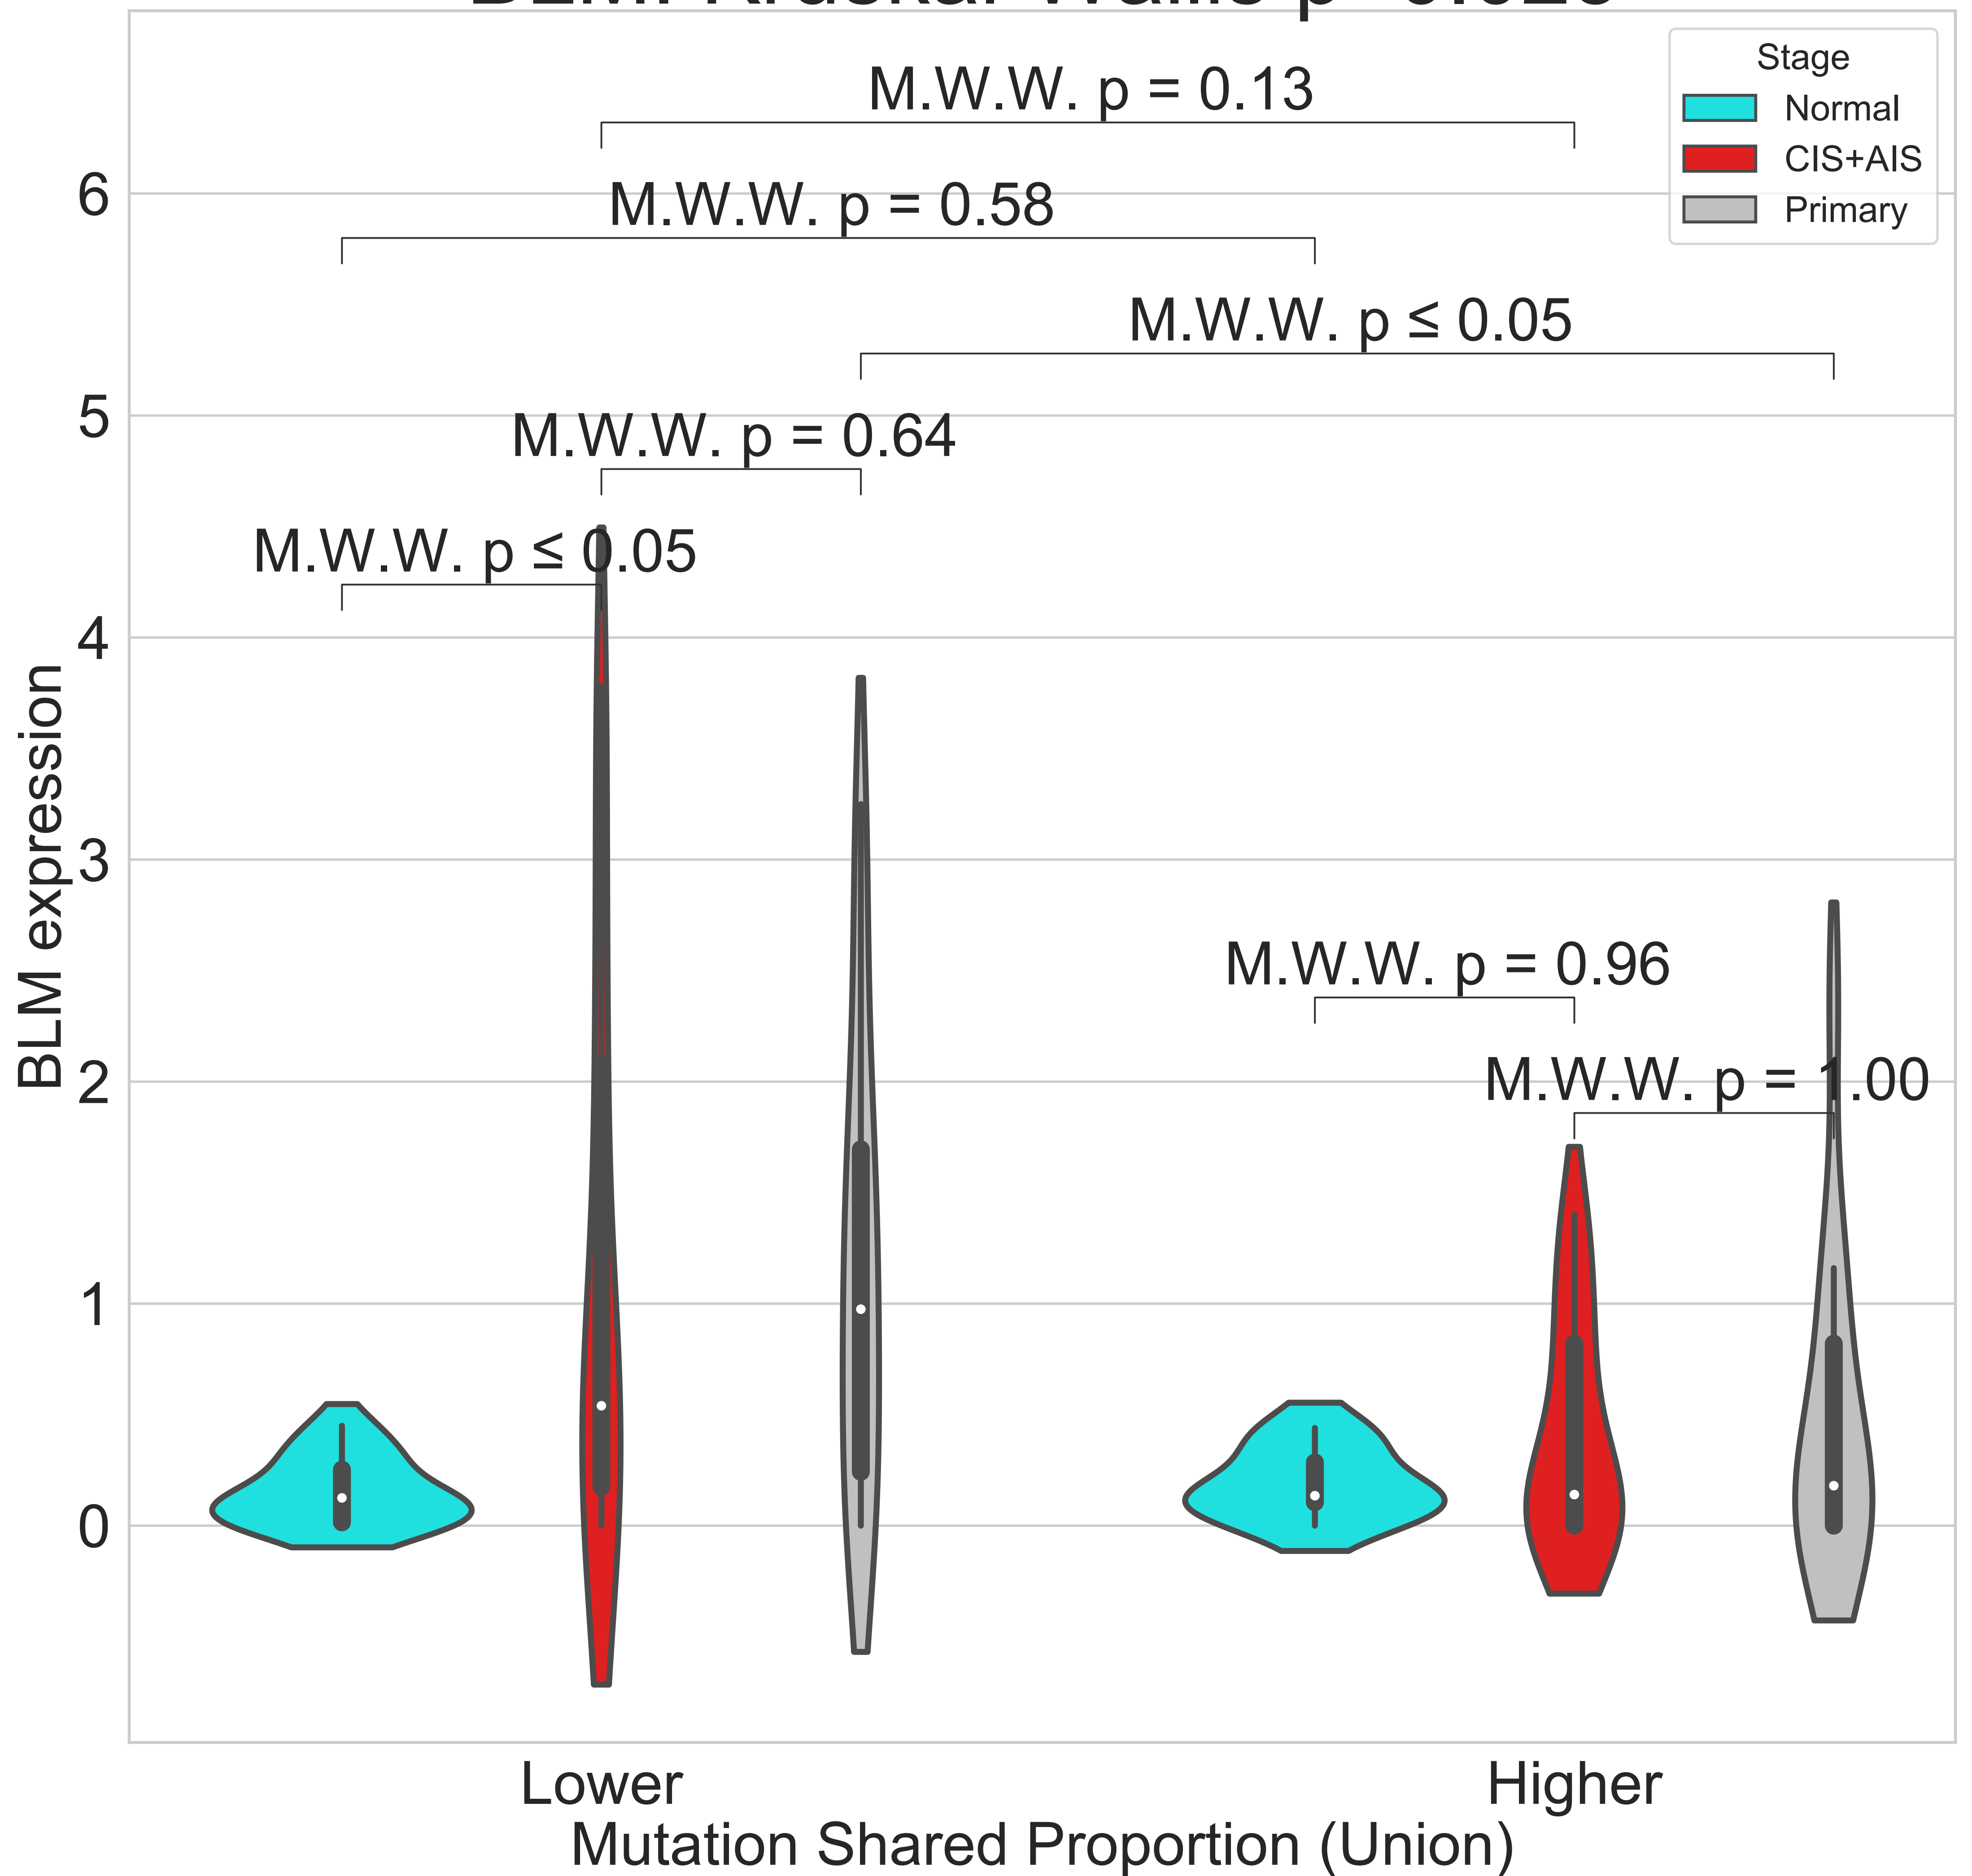 Stage
Normal
CIS+AIS
Primary
M.W.W. p = 0.13
M.W.W. p = 0.58
M.W.W. p ≤ 0.05
M.W.W. p = 0.64
M.W.W. p ≤ 0.05
M.W.W. p = 0.96
M.W.W. p = 1.00
6
5
4
3
2
1
0
BLM expression
Lower
Higher
Mutation Shared Proportion (Union)